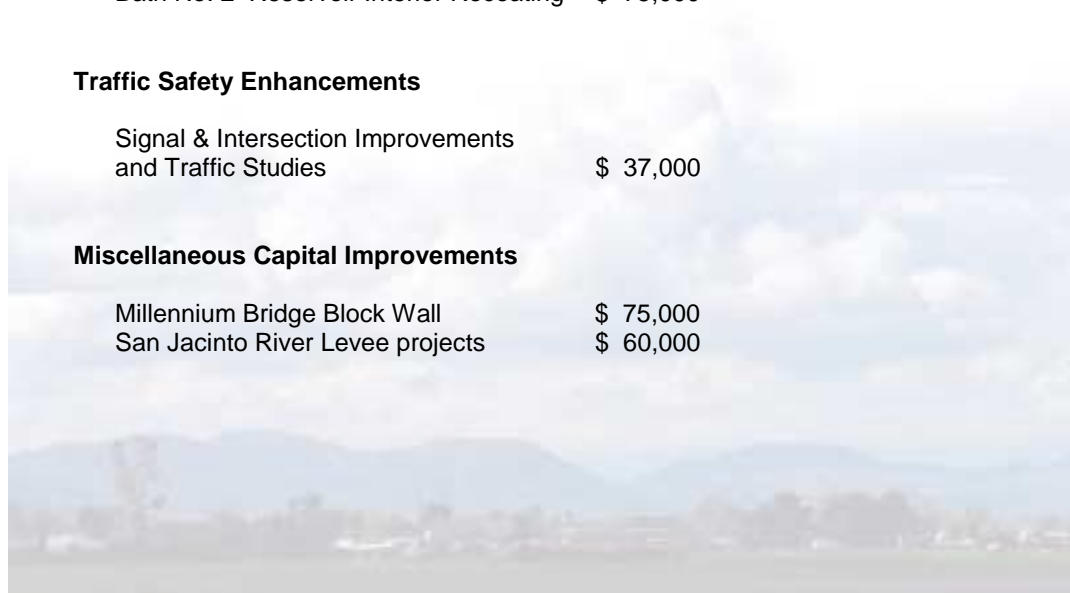 Traffic Safety Enhancements
Signal & Intersection Improvements
and Traffic Studies $ 37,000
Miscellaneous Capital Improvements
Millennium Bridge Block Wall $ 75,000
San Jacinto River Levee projects $ 60,000